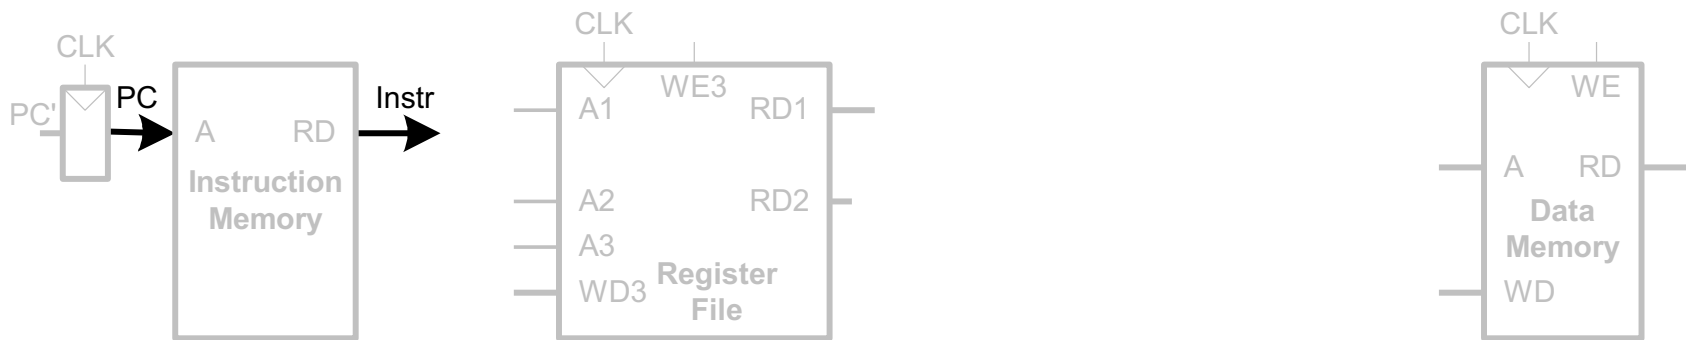 CLK
PC'
PC
A
RD
Instruction
Memory
Instr
CLK
WE3
A1
RD1
A2
RD2
A3
WD3
Register
File
CLK
WE
A
RD
Data
Memory
WD